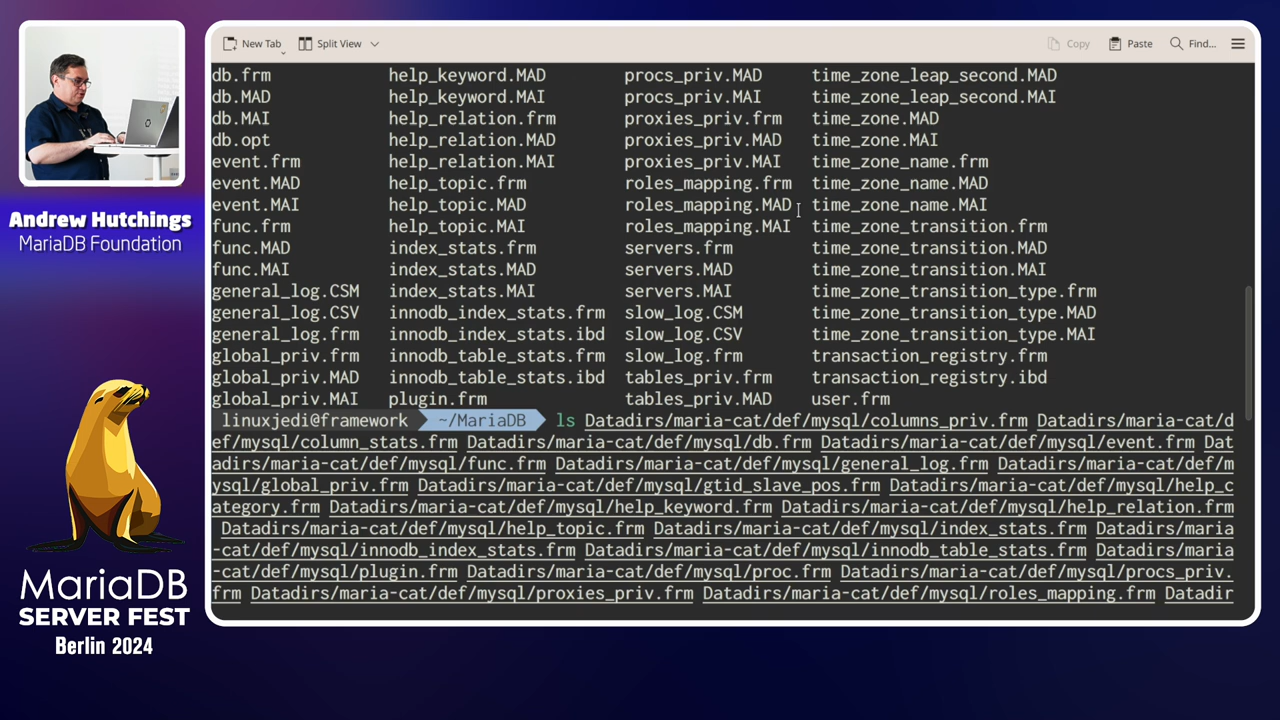 New Tab Split View Copy Paste Find...
db.frm help_keyword.MAD procs_priv.MAD time_zone_leap_second.MAD
db.MAD help_keyword.MAI procs_priv.MAI time_zone_leap_second.MAI
db.MAI help_relation.frm proxies_priv.frm time_zone.MAD
db.opt help_relation.MAD proxies_priv.MAD time_zone.MAI
event.frm help_relation.MAI proxies_priv.MAI time_zone_name.frm
event.MAD help_topic.frm roles_mapping.frm time_zone_name.MAD
event.MAI help_topic.MAD roles_mapping.MAD time_zone_name.MAI
func.frm help_topic.MAI roles_mapping.MAI time_zone_transition.frm
func.MAD index_stats.frm servers.frm time_zone_transition.MAD
func.MAI index_stats.MAD servers.MAD time_zone_transition.MAI
general_log.CSM index_stats.MAI servers.MAI time_zone_transition_type.frm
general_log.CSV innodb_index_stats.frm slow_log.CSM time_zone_transition_type.MAD
general_log.frm innodb_index_stats.ibd slow_log.CSV time_zone_transition_type.MAI
global_priv.frm innodb_table_stats.frm slow_log.frm transaction_registry.frm
global_priv.MAD innodb_table_stats.ibd tables_priv.frm transaction_registry.ibd
global_priv.MAI plugin.frm tables_priv.MAD user.frm
linuxjedi@framework ~/MariaDB ls Datadirs/maria-cat/def/mysql/columns_priv.frm Datadirs/maria-cat/d
ef/mysql/column_stats.frm Datadirs/maria-cat/def/mysql/db.frm Datadirs/maria-cat/def/mysql/event.frm Dat
adirs/maria-cat/def/mysql/func.frm Datadirs/maria-cat/def/mysql/general_log.frm Datadirs/maria-cat/def/m
ysql/global_priv.frm Datadirs/maria-cat/def/mysql/gtid_slave_pos.frm Datadirs/maria-cat/def/mysql/help_c
ategory.frm Datadirs/maria-cat/def/mysql/help_keyword.frm Datadirs/maria-cat/def/mysql/help_relation.frm
Datadirs/maria-cat/def/mysql/help_topic.frm Datadirs/maria-cat/def/mysql/index_stats.frm Datadirs/maria
-cat/def/mysql/innodb_index_stats.frm Datadirs/maria-cat/def/mysql/innodb_table_stats.frm Datadirs/maria
-cat/def/mysql/plugin.frm Datadirs/maria-cat/def/mysql/proc.frm Datadirs/maria-cat/def/mysql/procs_priv.
frm Datadirs/maria-cat/def/mysql/proxies_priv.frm Datadirs/maria-cat/def/mysql/roles_mapping.frm Datadir
Andrew Hutchings
MariaDB Foundation
MariaDB
SERVER FEST
Berlin 2024